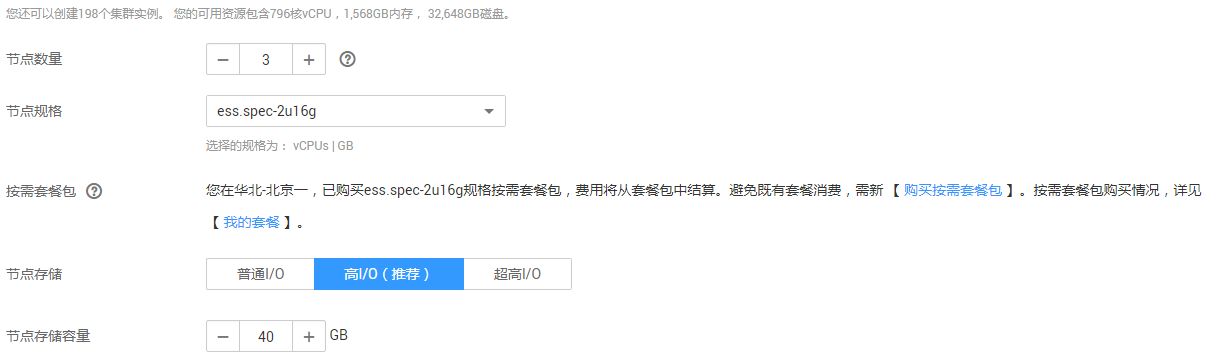 您还可以创建198个集群实例。 您的可用资源包含796核vCPU，1,568GB内存， 32,648GB磁盘。
节点数量 − 3 + ?
节点规格 ess.spec-2u16g
选择的规格为： vCPUs | GB
按需套餐包 ? 您在华北-北京一，已购买ess.spec-2u16g规格按需套餐包，费用将从套餐包中结算。避免既有套餐消费，需新 【 购买按需套餐包 】。按需套餐包购买情况，详见
【 我的套餐 】。
节点存储 普通I/O 高I/O（推荐） 超高I/O
节点存储容量 − 40 + GB